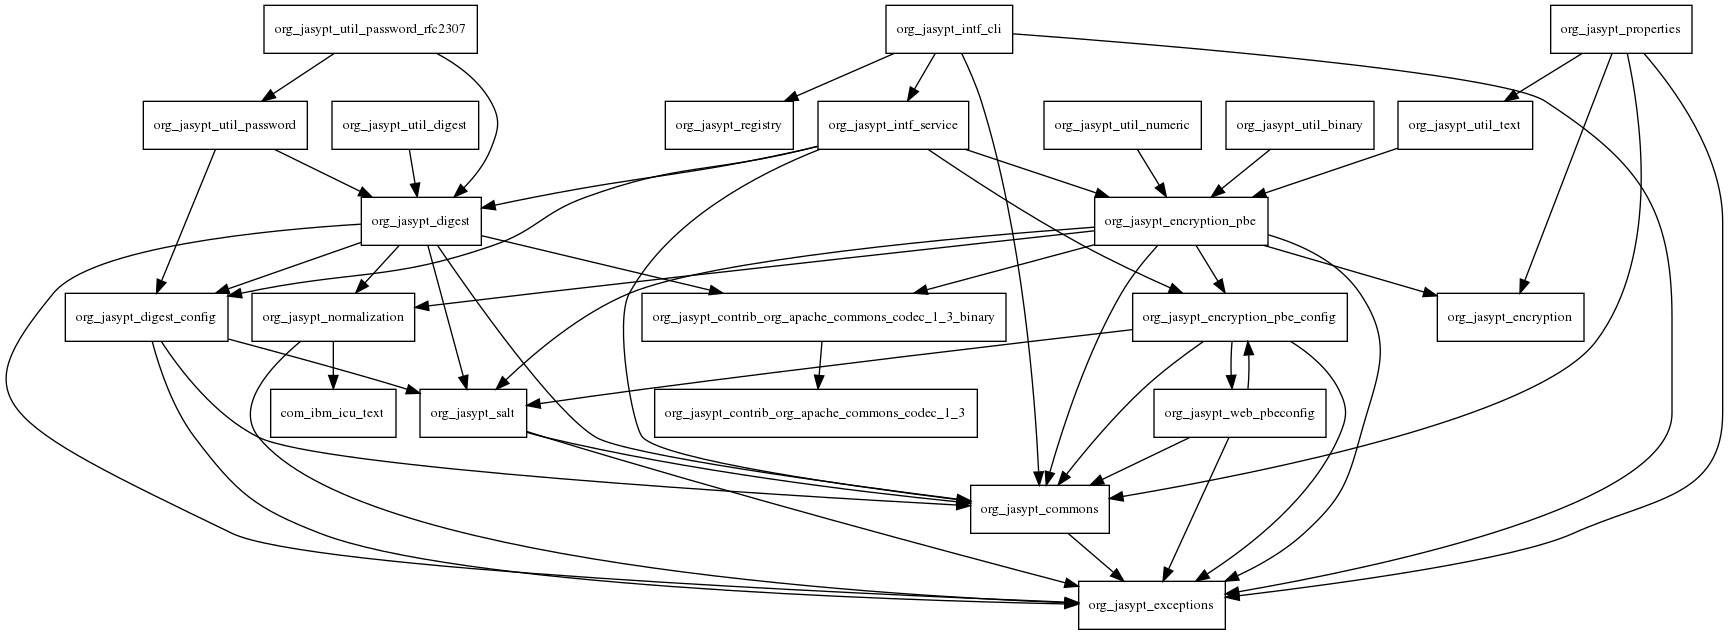 org_jasypt_util_password_rfc2307
org_jasypt_intf_cli
org_jasypt_properties
org_jasypt_util_password
org_jasypt_util_digest
org_jasypt_registry
org_jasypt_intf_service
org_jasypt_util_numeric
org_jasypt_util_binary
org_jasypt_util_text
org_jasypt_digest
org_jasypt_encryption_pbe
org_jasypt_digest_config
org_jasypt_normalization
org_jasypt_contrib_org_apache_commons_codec_1_3_binary
org_jasypt_encryption_pbe_config
org_jasypt_encryption
com_ibm_icu_text
org_jasypt_salt
org_jasypt_contrib_org_apache_commons_codec_1_3
org_jasypt_web_pbeconfig
org_jasypt_commons
org_jasypt_exceptions